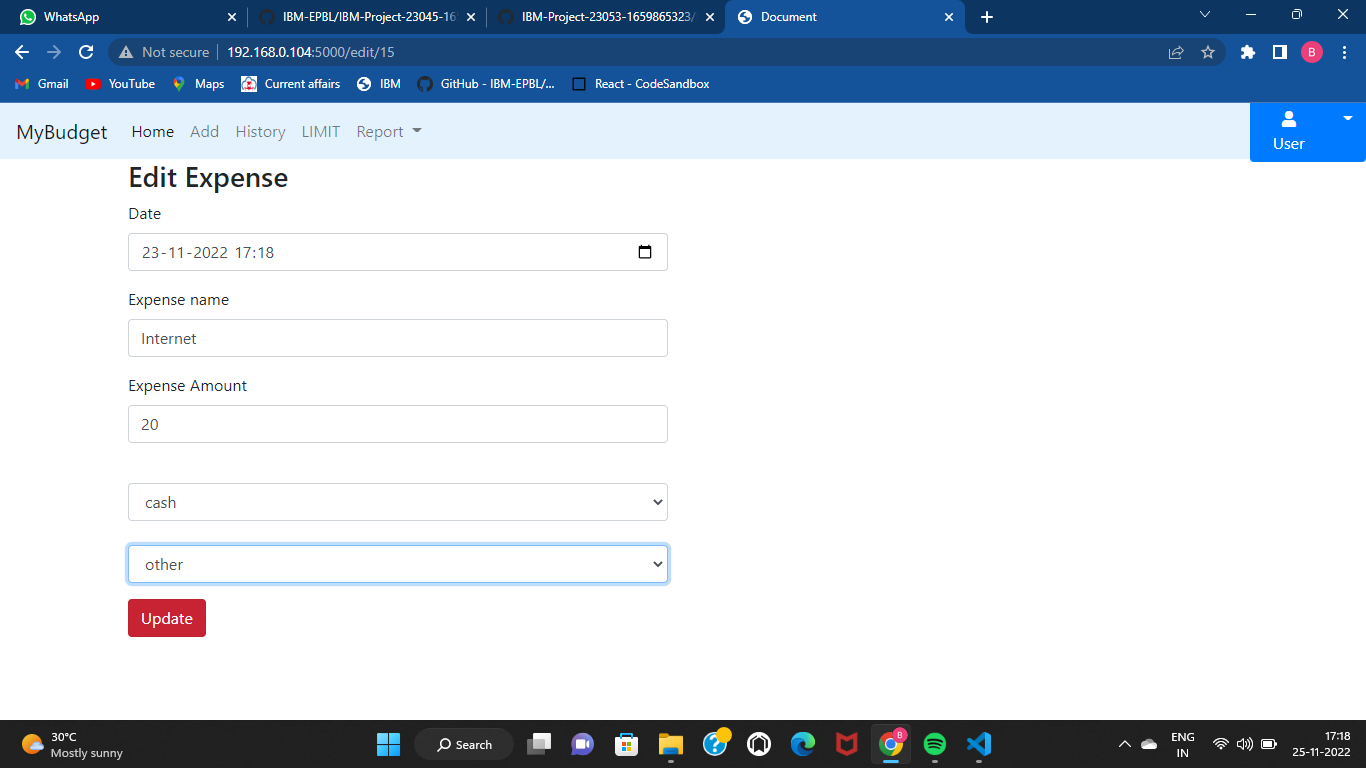 WhatsApp
IBM-EPBL/IBM-Project-23045-16
IBM-Project-23053-1659865323/
Document
Not secure
192.168.0.104:5000/edit/15
B
Gmail
YouTube
Maps
Current affairs
IBM
GitHub - IBM-EPBL/...
React - CodeSandbox
MyBudget
Home
Add
History
LIMIT
Report
User
Edit Expense
Date
23-11-2022 17:18
Expense name
Internet
Expense Amount
20
cash
other
Update
30°C
Mostly sunny
Search
B
ENG
IN
17:18
25-11-2022